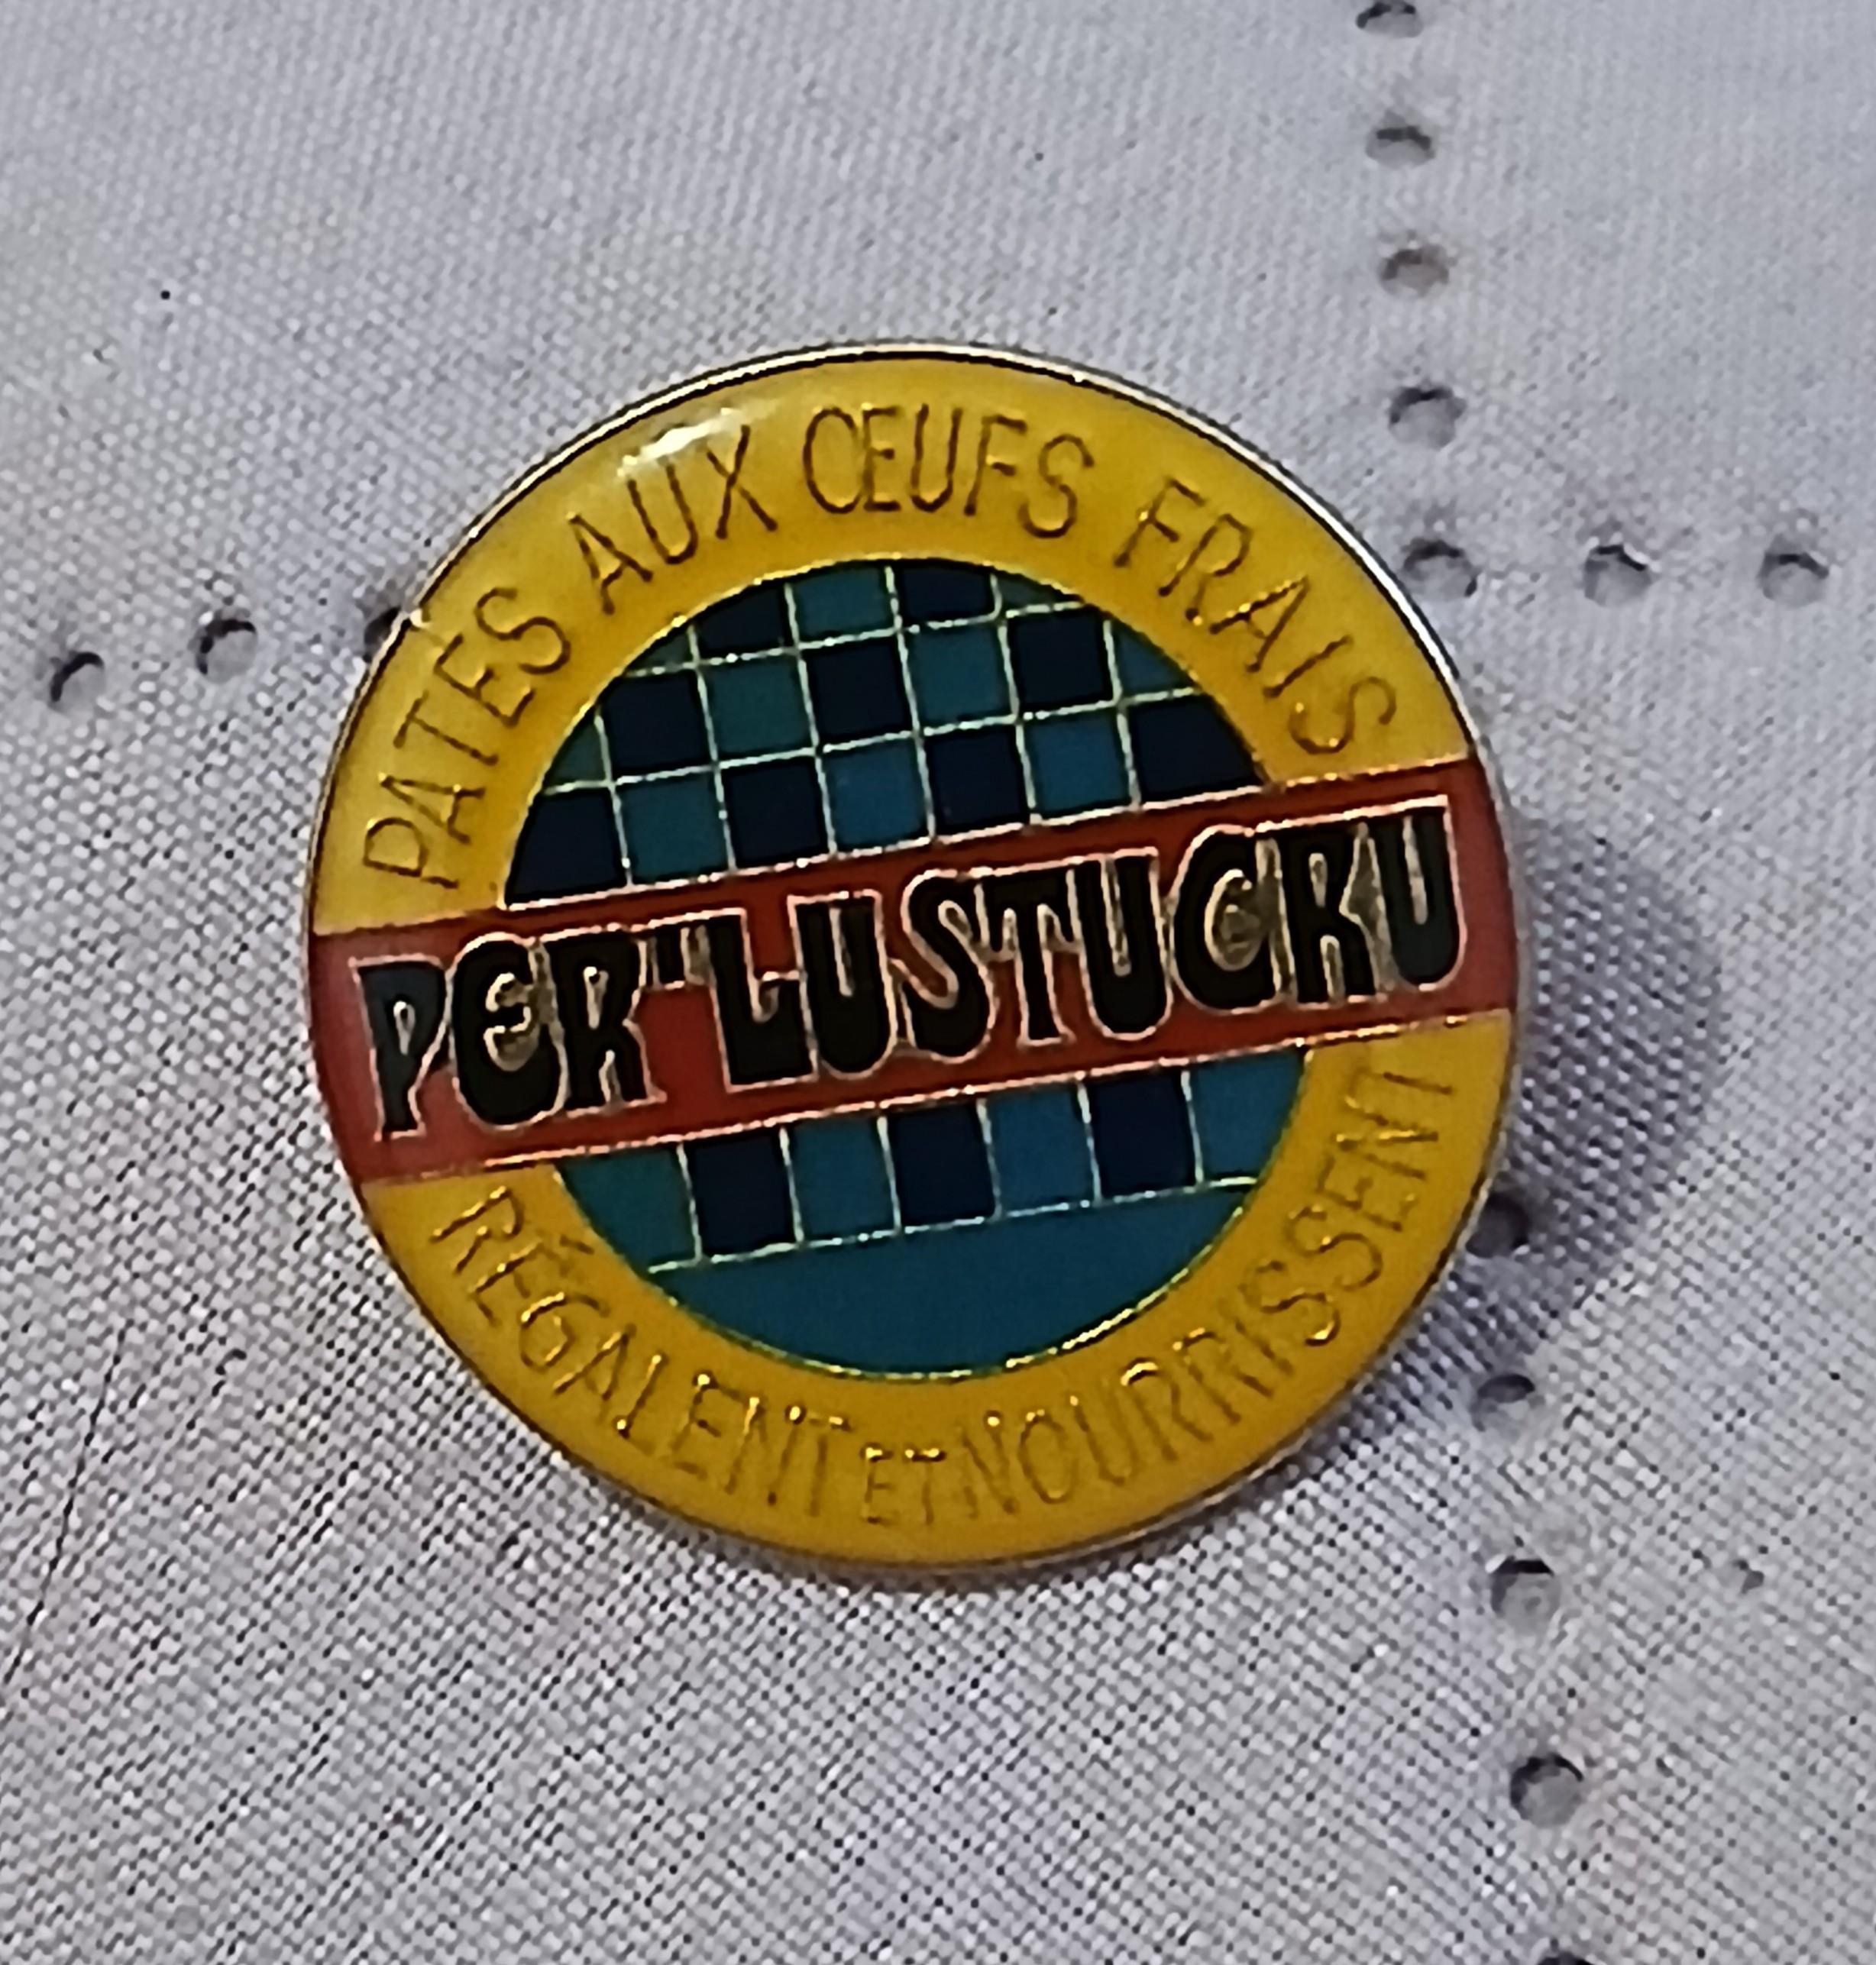 PATES AUX ŒUFS FRAIS
PER'LUSTUCRU
RÉGALENT ET NOURRISSENT